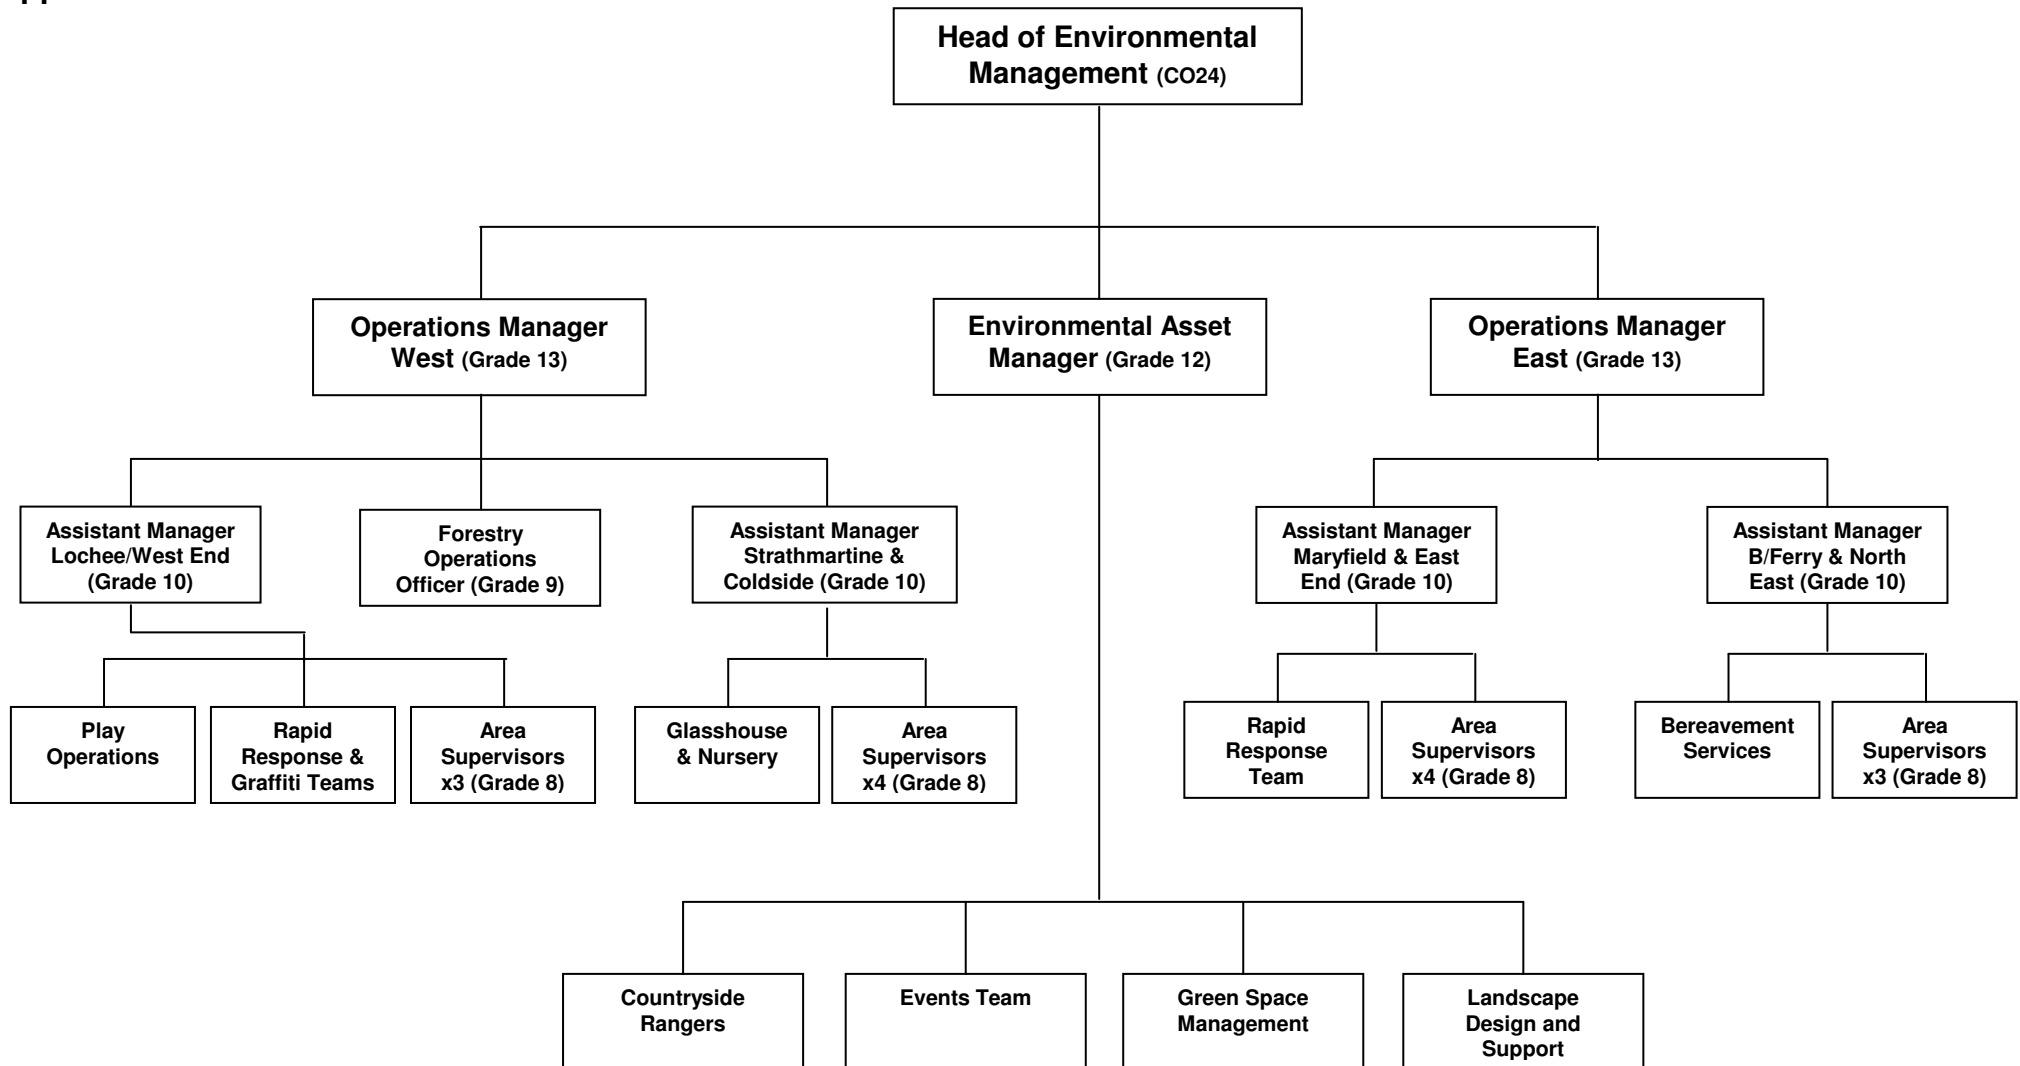 Head of Environmental
Management (CO24)
Operations Manager
West (Grade 13)
Environmental Asset
Manager (Grade 12)
Operations Manager
East (Grade 13)
Assistant Manager
Lochee/West End
(Grade 10)
Forestry
Operations
Officer (Grade 9)
Assistant Manager
Strathmartine &
Coldside (Grade 10)
Assistant Manager
Maryfield & East
End (Grade 10)
Assistant Manager
B/Ferry & North
East (Grade 10)
Play
Operations
Rapid
Response &
Graffiti Teams
Area
Supervisors
x3 (Grade 8)
Glasshouse
& Nursery
Area
Supervisors
x4 (Grade 8)
Rapid
Response
Team
Area
Supervisors
x4 (Grade 8)
Bereavement
Services
Area
Supervisors
x3 (Grade 8)
Countryside
Rangers
Events Team
Green Space
Management
Landscape
Design and
Support